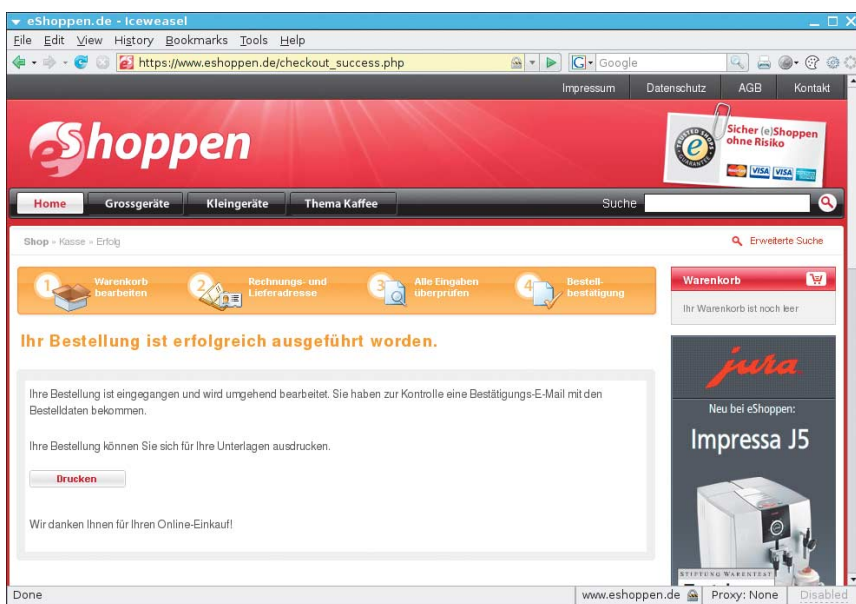 eShoppen.de - Iceweasel
File Edit View History Bookmarks Tools Help
https://www.eshoppen.de/checkout_success.php
G Google
Impressum Datenschutz AGB Kontakt
eShoppen
TRUSTED SHOPS GUARANTEE
e
Sicher (e)Shoppen
ohne Risiko
VISA VISA
Home Grossgeräte Kleingeräte Thema Kaffee Suche
Shop » Kasse » Erfolg
Erweiterte Suche
1 Warenkorb bearbeiten
2 Rechnungs- und Lieferadresse
3 Alle Eingaben überprüfen
4 Bestell-bestätigung
Warenkorb
Ihr Warenkorb ist noch leer
Ihr Bestellung ist erfolgreich ausgeführt worden.
Ihre Bestellung ist eingegangen und wird umgehend bearbeitet. Sie haben zur Kontrolle eine Bestätigungs-E-Mail mit den
Bestelldaten bekommen.
Ihre Bestellung können Sie sich für Ihre Unterlagen ausdrucken.
Drucken
Wir danken Ihnen für Ihren Online-Einkauf!
jura
Neu bei eShoppen:
Impressa J5
STIFTUNG WARENTEST
Done www.eshoppen.de Proxy: None Disabled